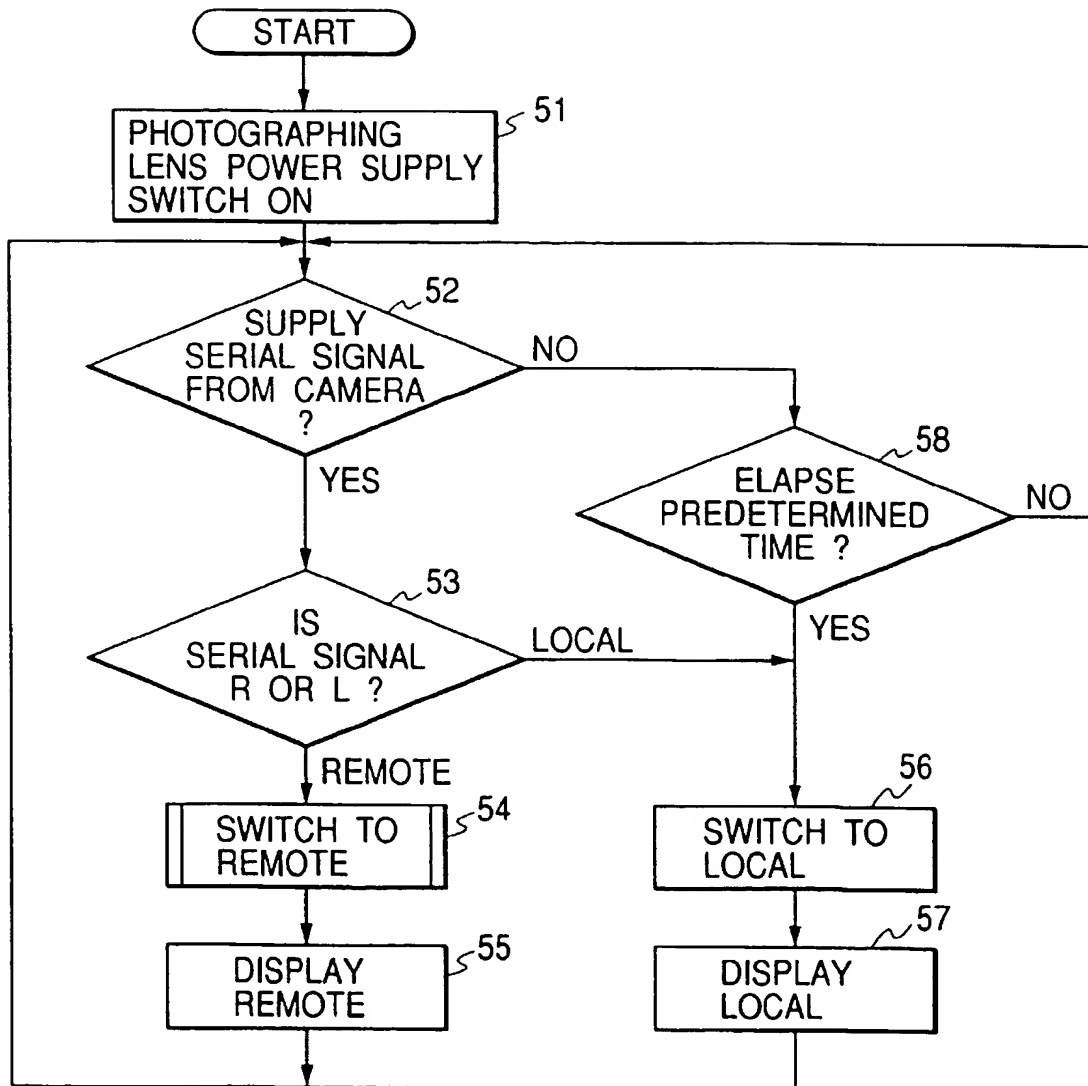 START
51
PHOTOGRAPHING
LENS POWER SUPPLY
SWITCH ON
52
SUPPLY
SERIAL SIGNAL
FROM CAMERA
?
NO
YES
58
ELAPSE
PREDETERMINED
TIME ?
NO
YES
53
IS
SERIAL SIGNAL
R OR L ?
LOCAL
REMOTE
54
SWITCH TO
REMOTE
56
SWITCH TO
LOCAL
55
DISPLAY
REMOTE
57
DISPLAY
LOCAL